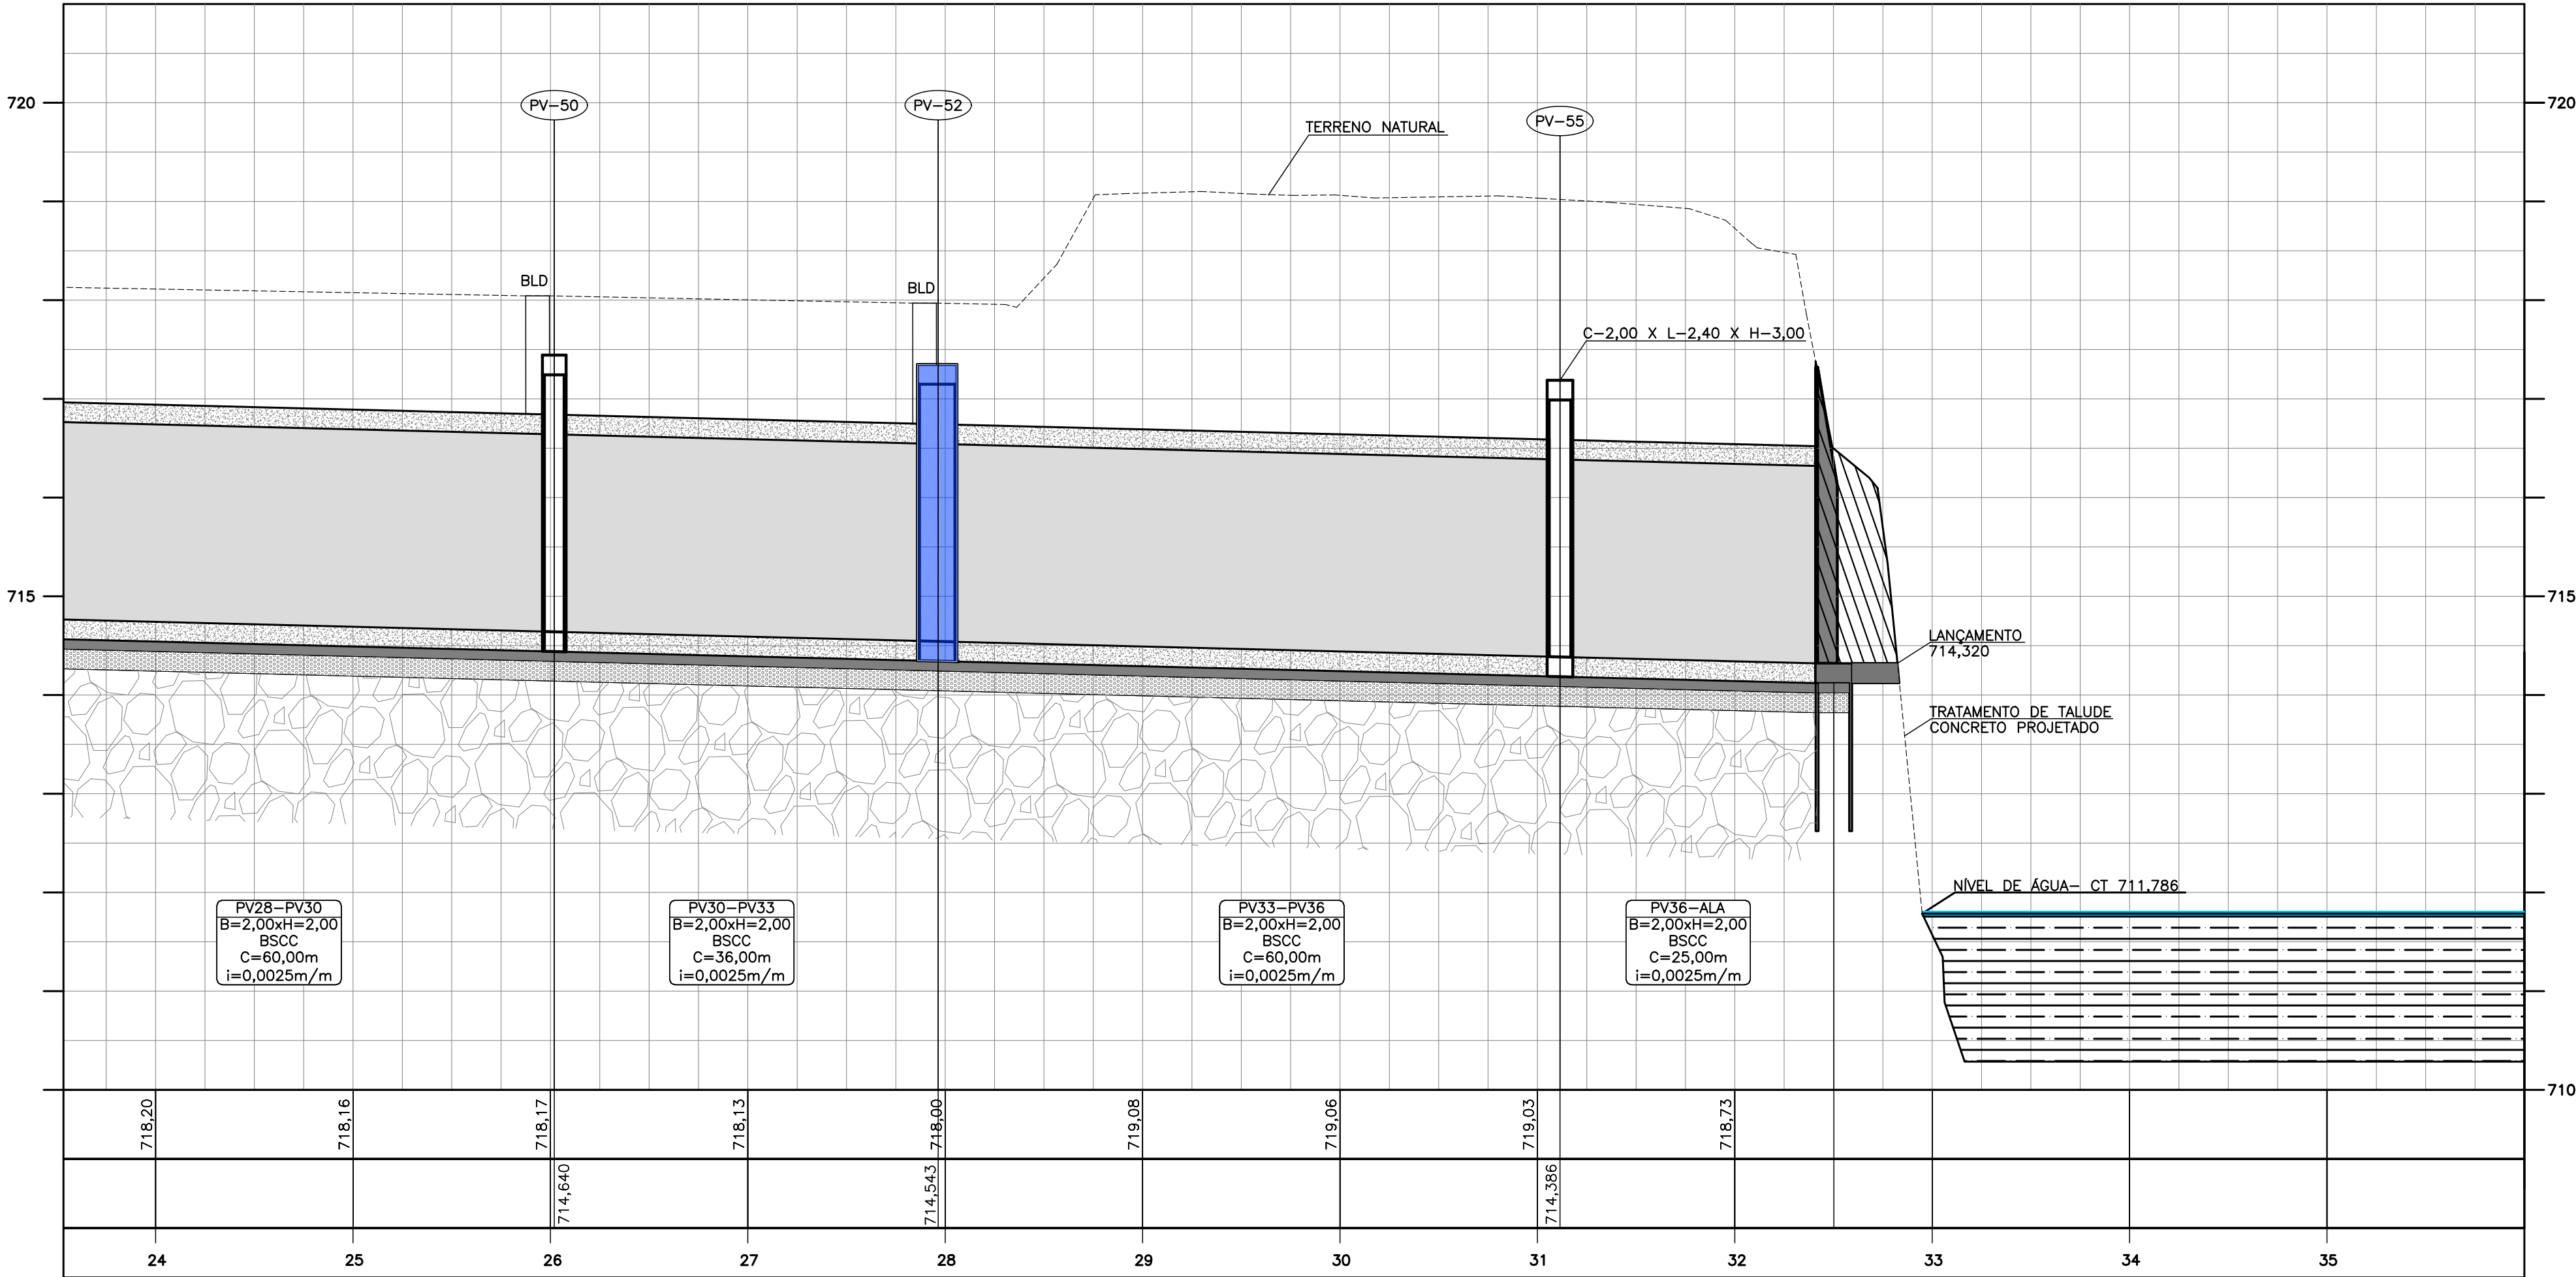 720
PV-50
PV-52
PV-55
720
TERRENO NATURAL
BLD
BLD
C-2,00 X L-2,40 X H-3,00
715
715
LANÇAMENTO
714,320
TRATAMENTO DE TALUDE
CONCRETO PROJETADO
NÍVEL DE ÁGUA- CT 711,786
PV28-PV30
B=2,00xH=2,00
BSCC
C=60,00m
i=0,0025m/m
PV30-PV33
B=2,00xH=2,00
BSCC
C=36,00m
i=0,0025m/m
PV33-PV36
B=2,00xH=2,00
BSCC
C=60,00m
i=0,0025m/m
PV36-ALA
B=2,00xH=2,00
BSCC
C=25,00m
i=0,0025m/m
710
718,20
718,16
718,17
718,13
718,00
719,08
719,06
719,03
718,73
714,640
714,543
714,386
24
25
26
27
28
29
30
31
32
33
34
35